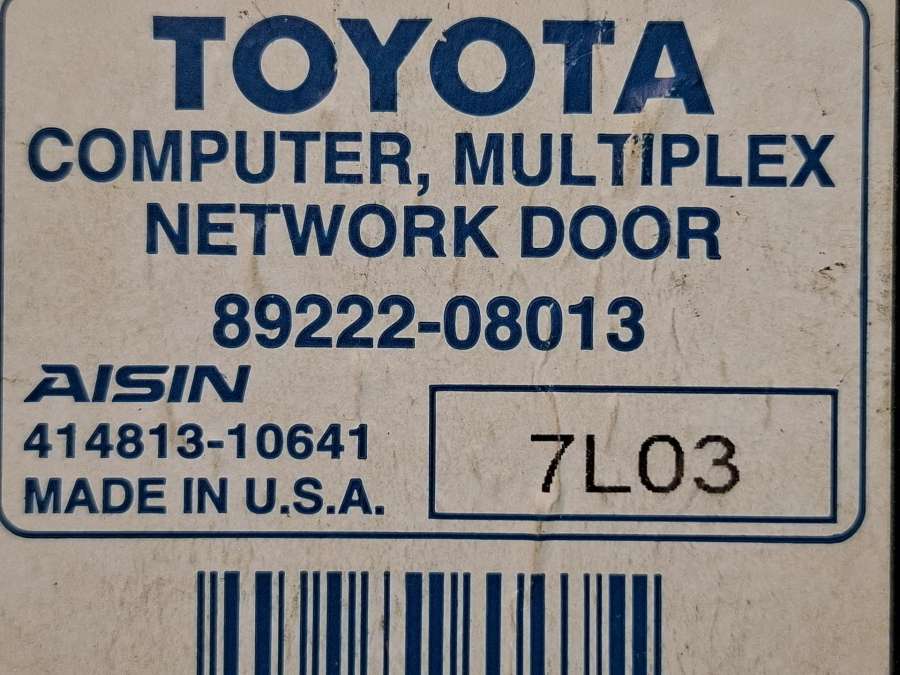 TOYOTA
COMPUTER, MULTIPLEX
NETWORK DOOR
89222-08013
AISIN
414813-10641
MADE IN U.S.A.
7L03